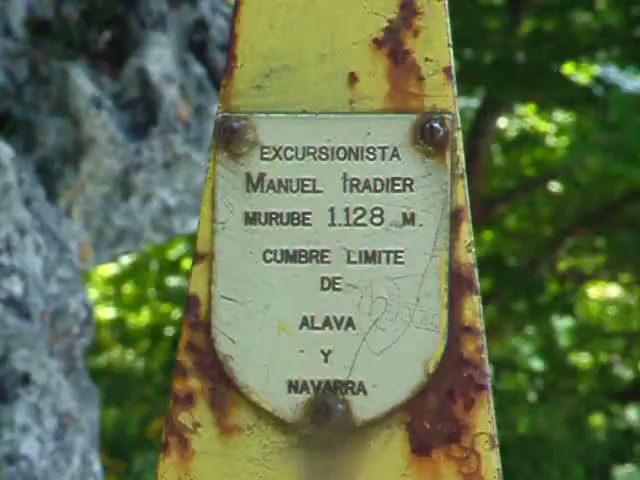 EXCURSIONISTA
MANUEL IRADIER
MURUBE 1.128 M.
CUMBRE LIMITE
DE
ALAVA
Y
NAVARRA